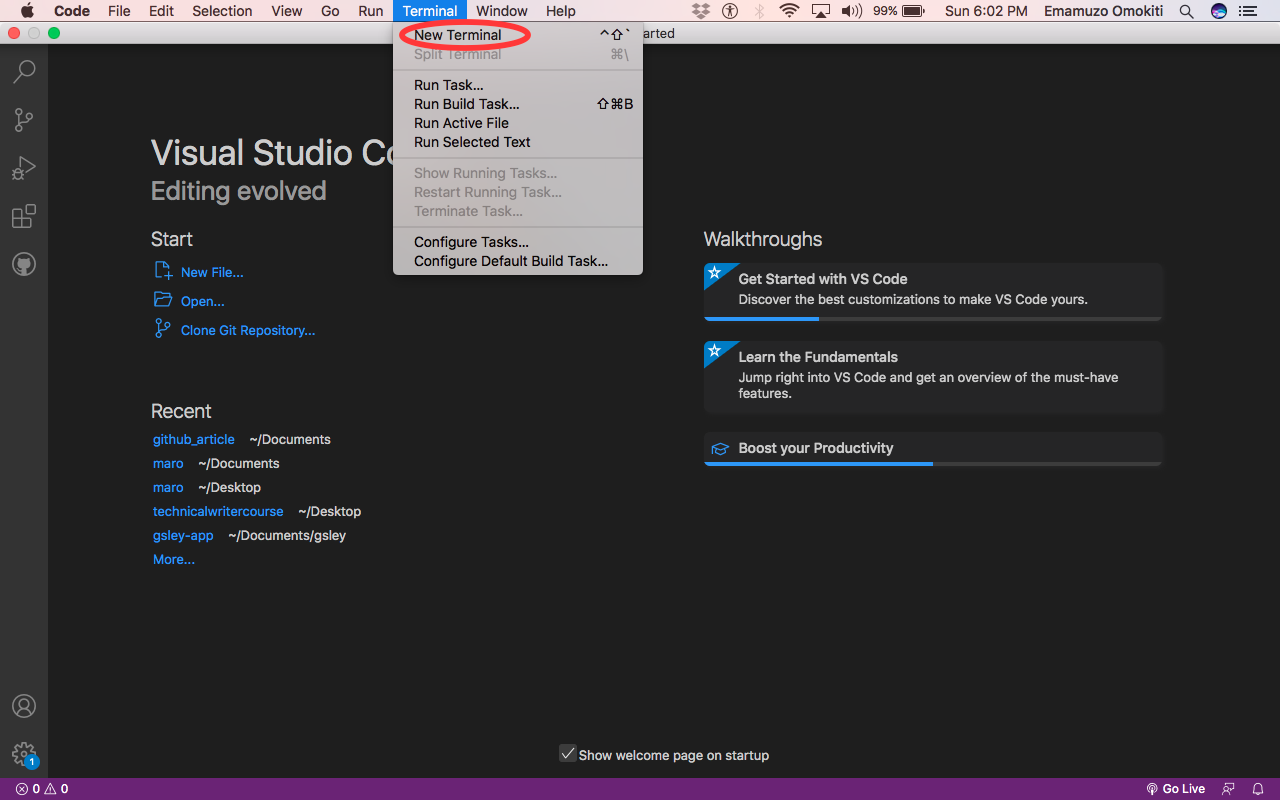 Code File Edit Selection View Go Run Terminal Window Help 99% Sun 6:02 PM Emamuzo Omokiti
New Terminal ^⇧`
arted
Split Terminal ⌘\
Run Task...
Run Build Task... ⇧⌘B
Run Active File
Run Selected Text
Show Running Tasks...
Restart Running Task...
Terminate Task...
Configure Tasks...
Configure Default Build Task...
Visual Studio Co
Editing evolved
Start
New File...
Open...
Clone Git Repository...
Recent
github_article ~/Documents
maro ~/Documents
maro ~/Desktop
technicalwritercourse ~/Desktop
gsley-app ~/Documents/gsley
More...
Walkthroughs
Get Started with VS Code
Discover the best customizations to make VS Code yours.
Learn the Fundamentals
Jump right into VS Code and get an overview of the must-have
features.
Boost your Productivity
Show welcome page on startup
1
0 0 Go Live